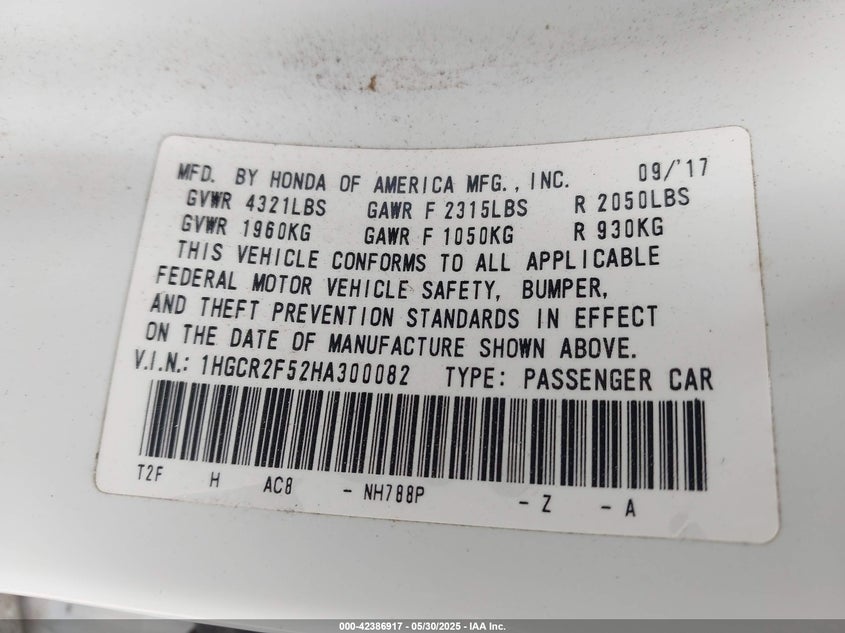 MFD. BY HONDA OF AMERICA MFG., INC. 09/'17
GVWR 4321LBS GAWR F 2315LBS R 2050LBS
GVWR 1960KG GAWR F 1050KG R 930KG
THIS VEHICLE CONFORMS TO ALL APPLICABLE
FEDERAL MOTOR VEHICLE SAFETY, BUMPER,
AND THEFT PREVENTION STANDARDS IN EFFECT
ON THE DATE OF MANUFACTURE SHOWN ABOVE.
V.I.N.: 1HGCR2F52HA300082 TYPE: PASSENGER CAR
T2F H AC8 - NH788P - Z - A
000-42386917 - 05/30/2025 - IAA Inc.